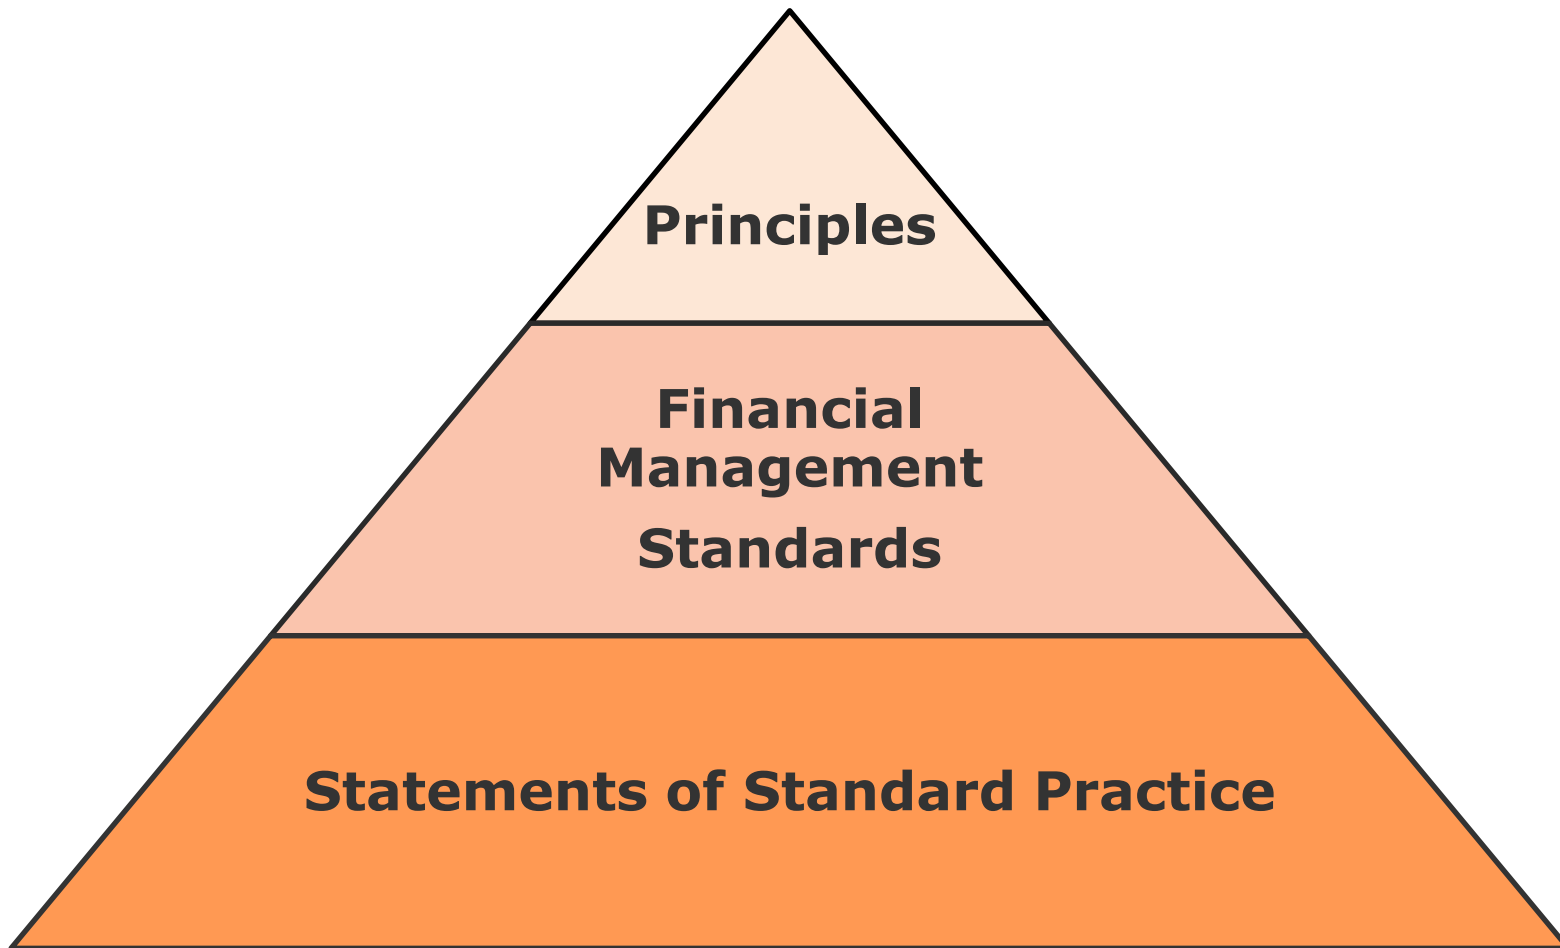 Principles
Financial
Management
Standards
Statements of Standard Practice